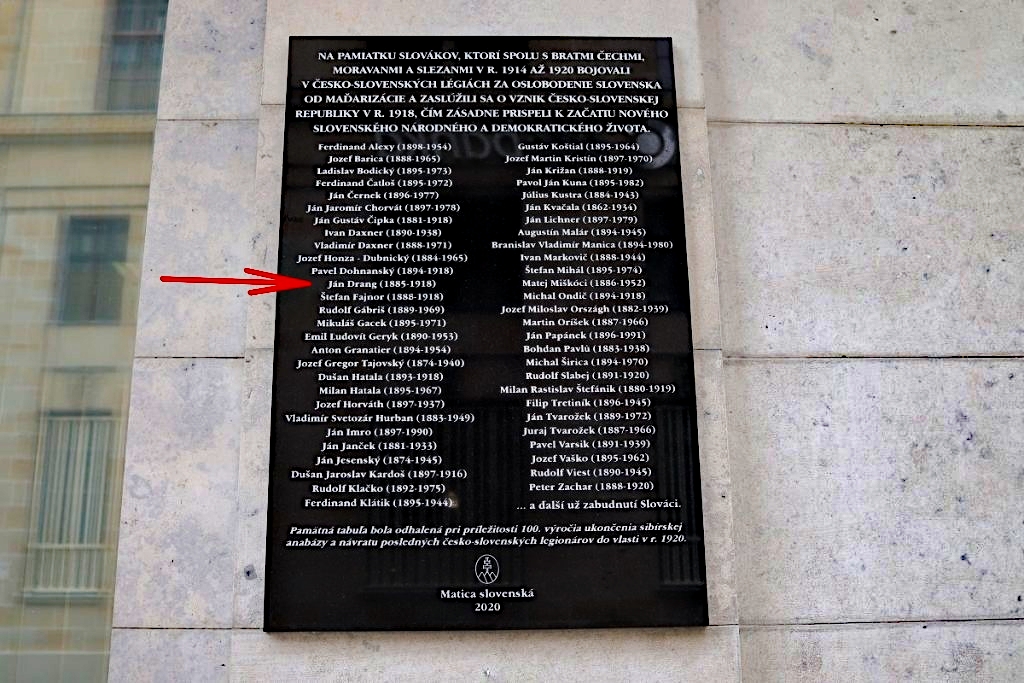 NA PAMIATKU SLOVÁKOV, KTORÍ SPOLU S BRATMI ČECHMI,
MORAVANMI A SLEZANMI V R. 1914 AŽ 1920 BOJOVALI
V ČESKO-SLOVENSKÝCH LÉGIÁCH ZA OSLOBODENIE SLOVENSKA
OD MAĎARIZÁCIE A ZASLÚŽILI SA O VZNIK ČESKO-SLOVENSKEJ
REPUBLIKY V R. 1918, ČÍM ZÁSADNE PRISPELI K ZAČATIU NOVÉHO
SLOVENSKÉHO NÁRODNÉHO A DEMOKRATICKÉHO ŽIVOTA.
Ferdinand Alexy (1898-1954)
Jozef Barica (1888-1965)
Ladislav Bodický (1895-1973)
Ferdinand Čatloš (1895-1972)
Ján Černek (1896-1977)
Ján Jaromír Chorvát (1897-1978)
Ján Gustáv Čipka (1881-1918)
Ivan Daxner (1890-1938)
Vladimír Daxner (1888-1971)
Jozef Honza - Dubnický (1884-1965)
Pavel Dohnanský (1894-1918)
Ján Drang (1885-1918)
Štefan Fajnor (1888-1918)
Rudolf Gábriš (1889-1969)
Mikuláš Gacek (1895-1971)
Emil Ľudovít Geryk (1890-1953)
Anton Granatier (1894-1954)
Jozef Gregor Tajovský (1874-1940)
Dušan Hatala (1893-1918)
Milan Hatala (1895-1967)
Jozef Horváth (1897-1937)
Vladimír Svetozár Hurban (1883-1949)
Ján Imro (1897-1990)
Ján Janček (1881-1933)
Ján Jesenský (1874-1945)
Dušan Jaroslav Kardoš (1897-1916)
Rudolf Klačko (1892-1975)
Ferdinand Klátik (1895-1944)
Gustáv Koštial (1895-1964)
Jozef Martin Kristín (1897-1970)
Ján Križan (1888-1919)
Pavol Ján Kuna (1895-1982)
Július Kustra (1884-1943)
Ján Kvačala (1862-1934)
Ján Lichner (1897-1979)
Augustín Malár (1894-1945)
Branislav Vladimír Manica (1894-1980)
Ivan Markovič (1888-1944)
Štefan Mihál (1895-1974)
Matej Miškóci (1886-1952)
Michal Ondič (1894-1918)
Jozef Miloslav Országh (1882-1939)
Martin Oríšek (1887-1966)
Ján Papánek (1896-1991)
Bohdan Pavlů (1883-1938)
Michal Širica (1894-1970)
Rudolf Slabej (1891-1920)
Milan Rastislav Štefánik (1880-1919)
Filip Tretiník (1896-1945)
Ján Tvarožek (1889-1972)
Juraj Tvarožek (1887-1966)
Pavel Varsik (1891-1939)
Jozef Vaško (1895-1962)
Rudolf Viest (1890-1945)
Peter Zachar (1888-1920)
... a ďalší už zabudnutí Slováci.
Pamätná tabuľa bola odhalená pri príležitosti 100. výročia ukončenia sibírskej
anabázy a návratu posledných česko-slovenských legionárov do vlasti v r. 1920.
Matica slovenská
2020